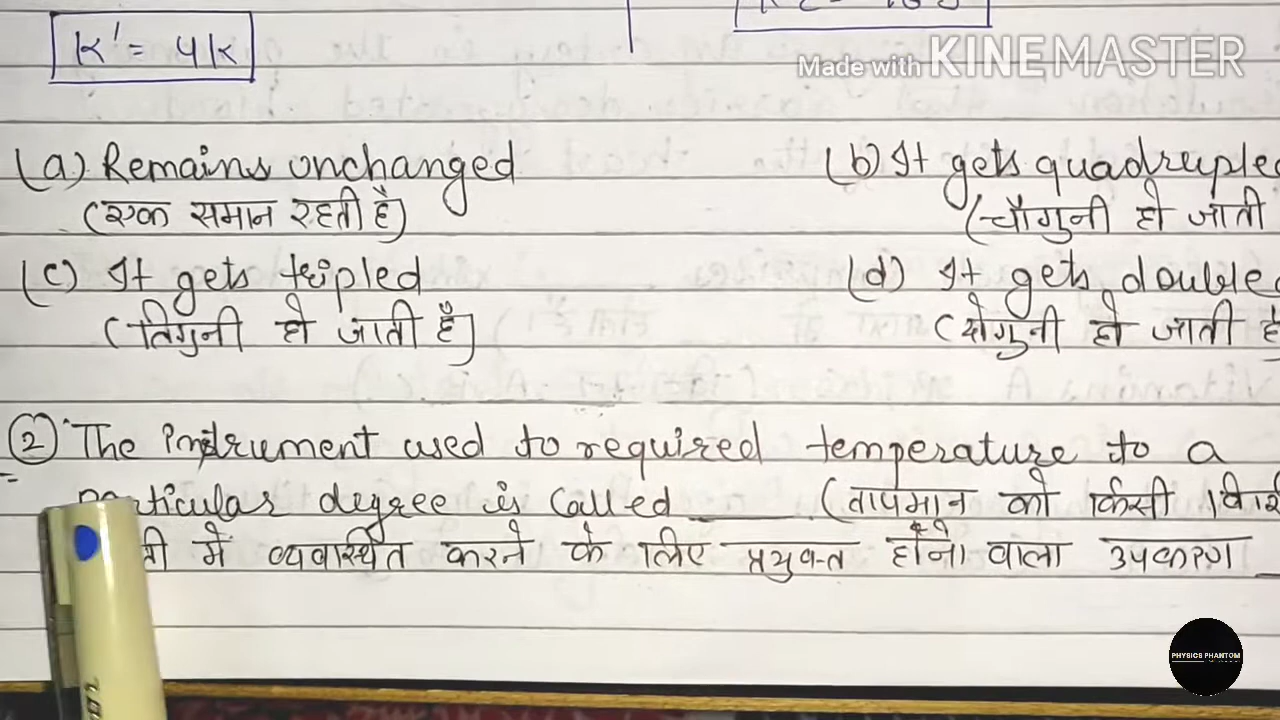 K' = 4K
Made with KINEMASTER
(a) Remains unchanged
(एक समान रहती है)
(b) It gets quadruple
(चौगुनी हो जाती
(c) It gets tripled
(तिगुनी हो जाती है)
(d) It gets double
(दोगुनी हो जाती है
② The instrument used to required temperature to a
particular degree is called ____ (तापमान को किसी
में व्यवस्थित करने के लिए प्रयुक्त होने वाला उपकरण _
PHYSICS PHANTOM